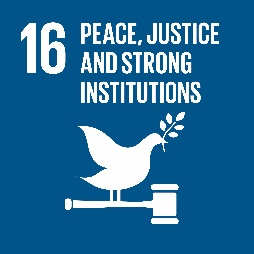 16 PEACE, JUSTICE
AND STRONG
INSTITUTIONS